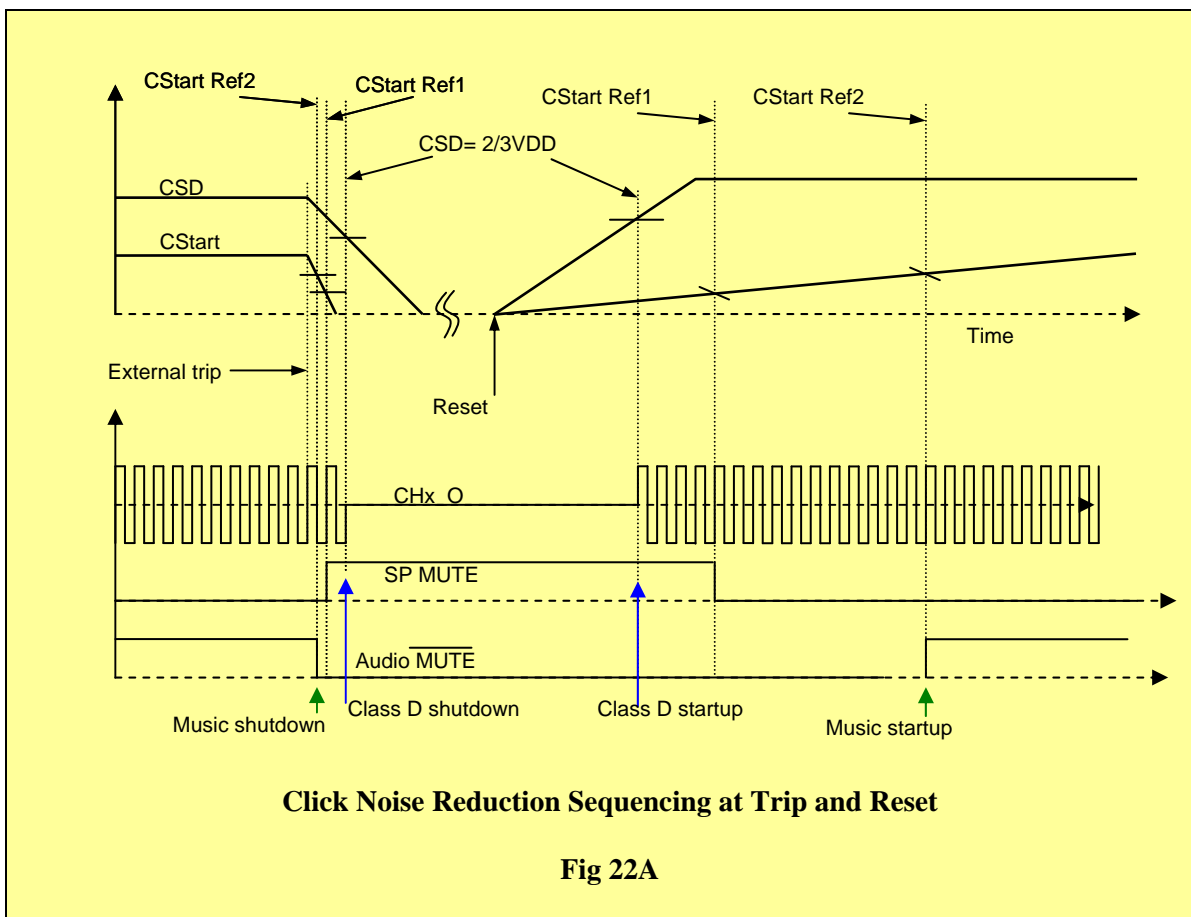 CStart Ref2
CStart Ref1
CStart Ref1
CStart Ref2
CSD= 2/3VDD
CSD
CStart
Time
External trip
Reset
CHx_O
SP MUTE
Audio MUTE
Music shutdown
Class D shutdown
Class D startup
Music startup
Click Noise Reduction Sequencing at Trip and Reset
Fig 22A